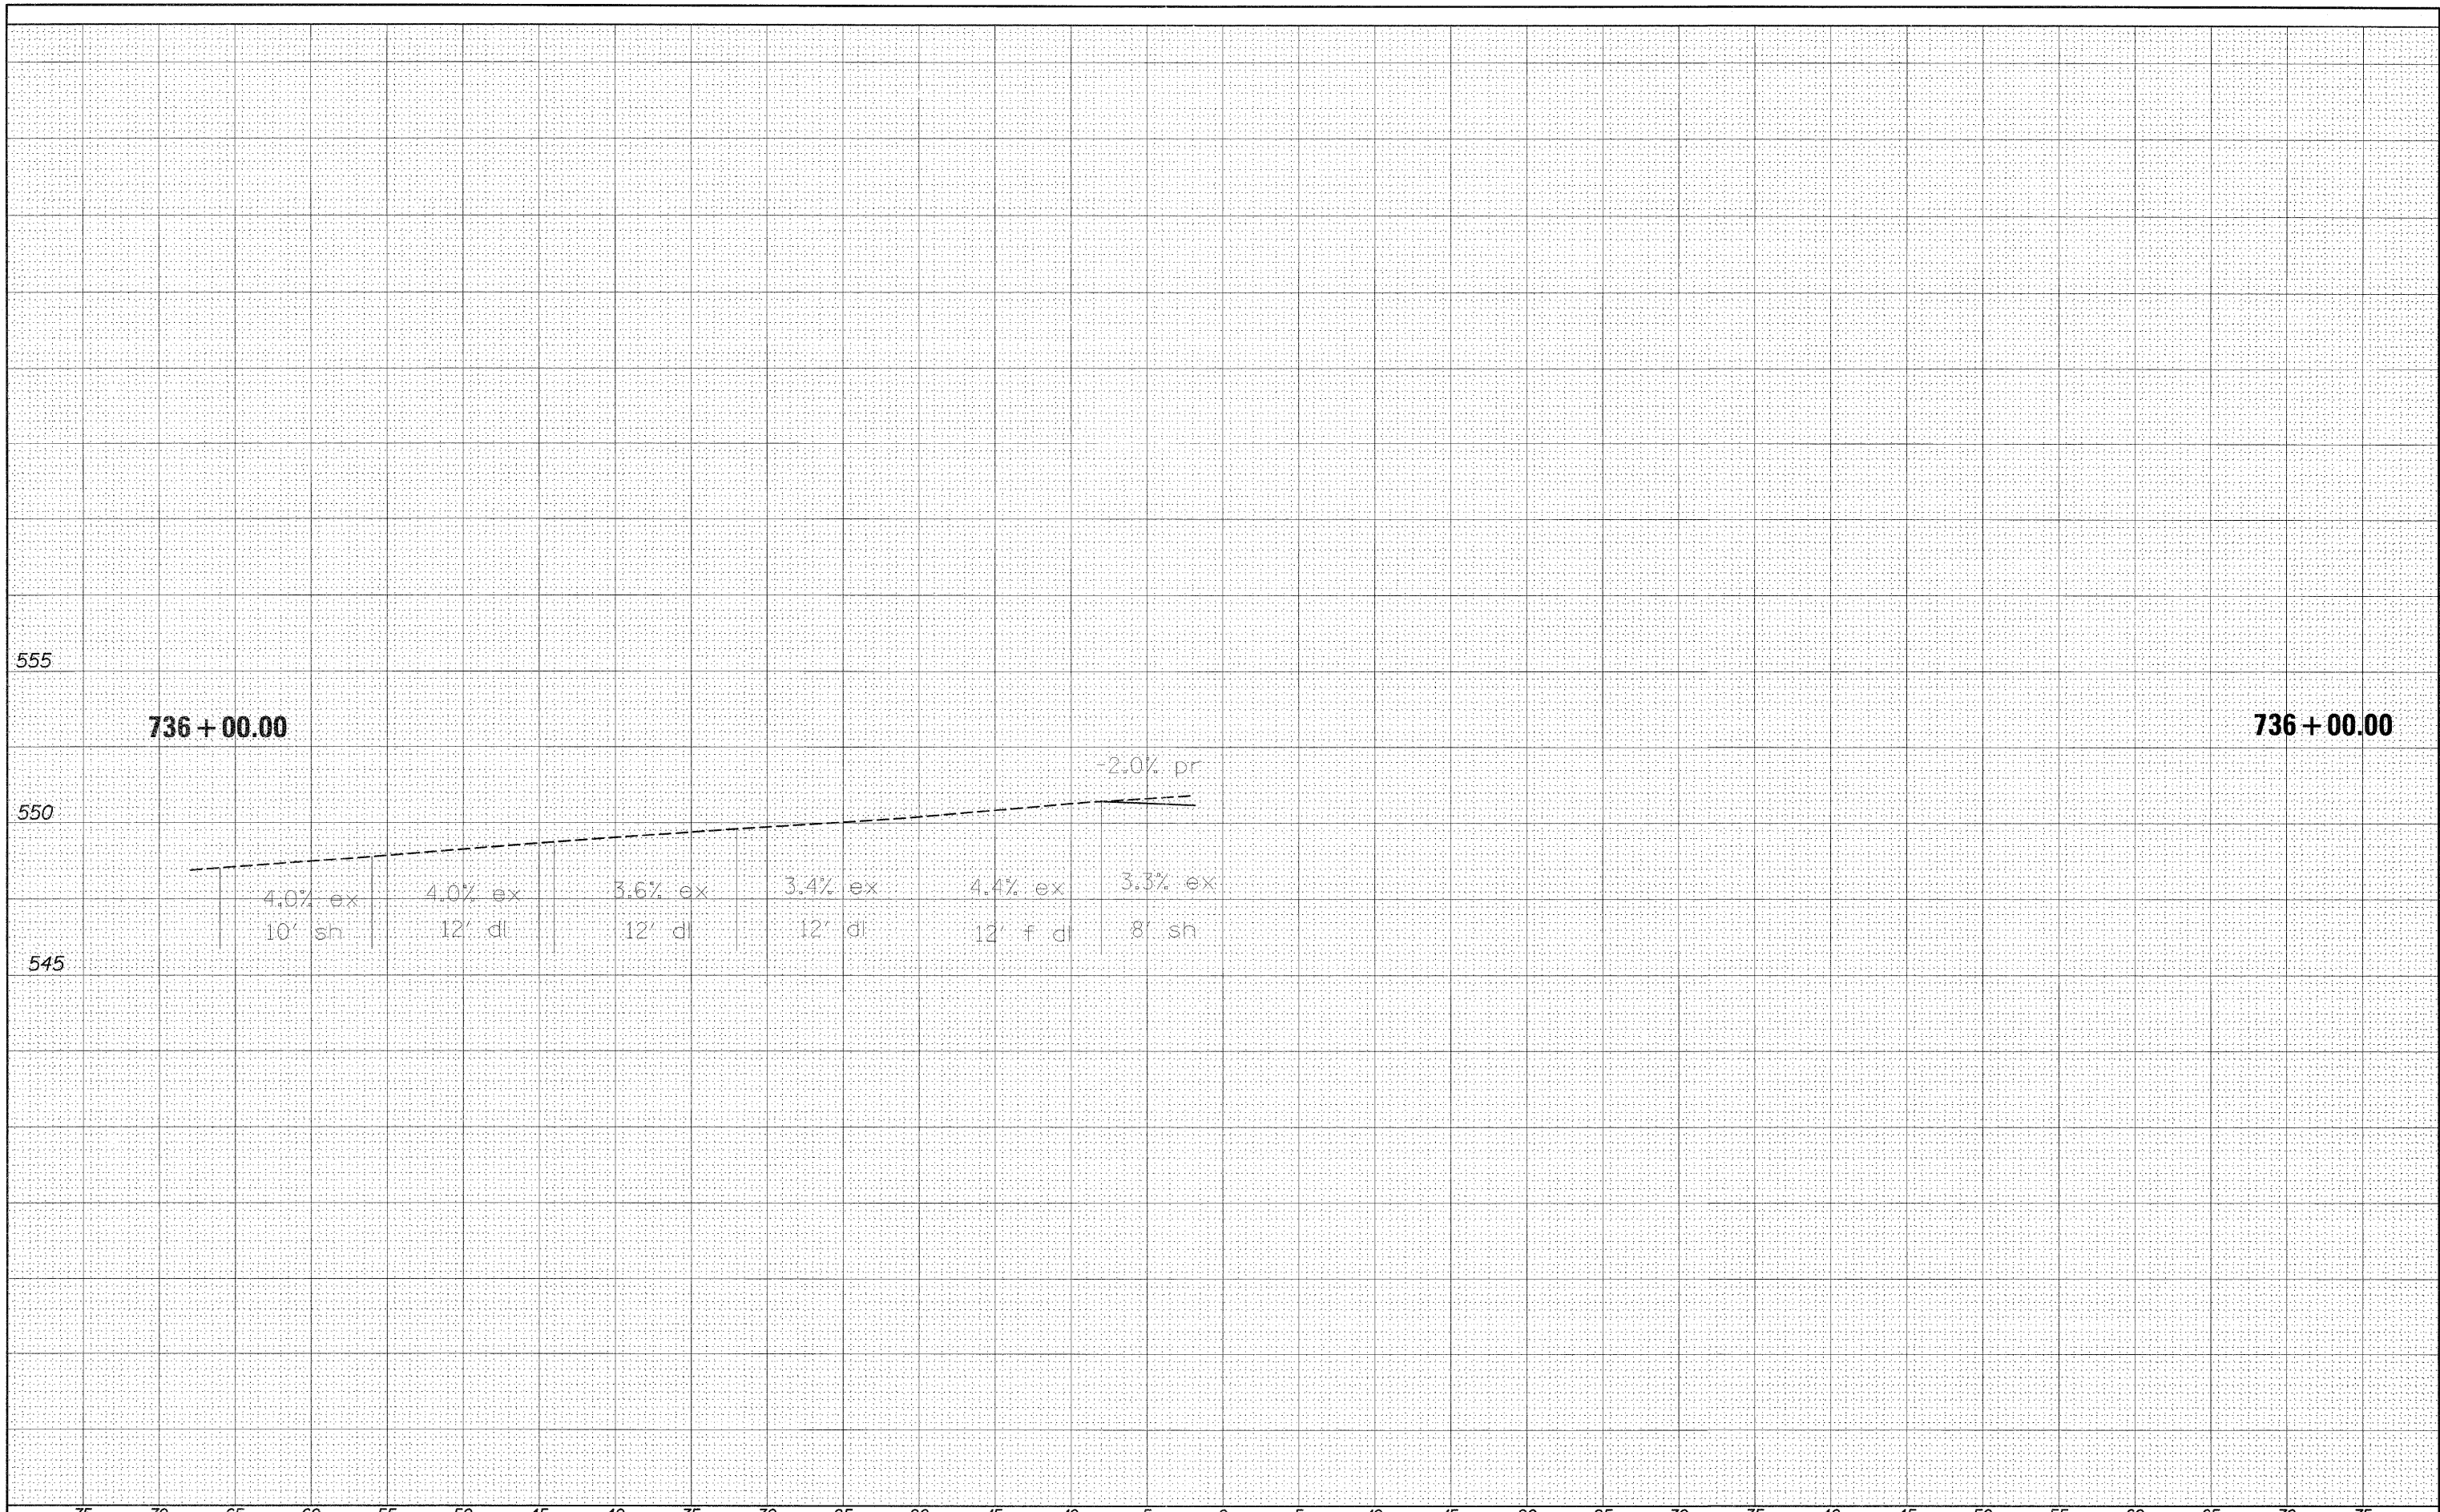 555
736 + 00.00
736 + 00.00
-2.0% pr
550
4.0% ex
4.0% ex
3.6% ex
3.4% ex
4.4% ex
3.3% ex
10' sh
12' dl
12' dl
12' dl
12' f dl
8' sh
545